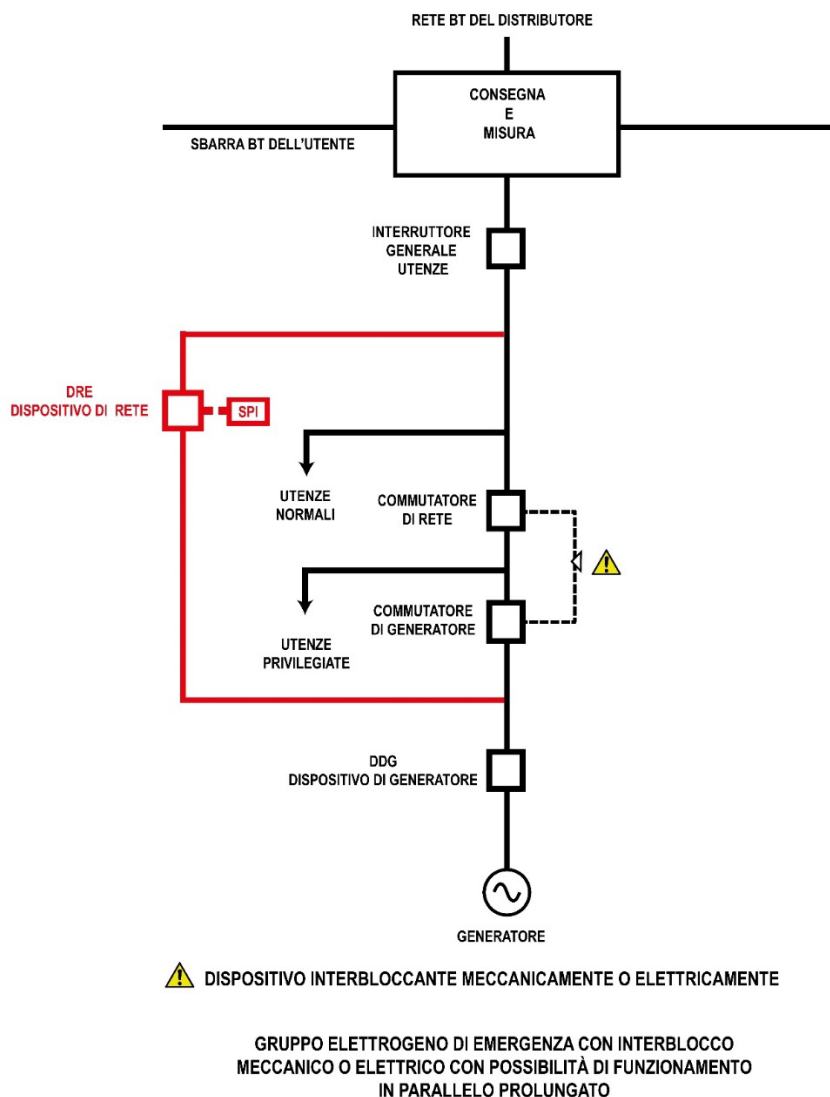 RETE BT DEL DISTRIBUTORE
CONSEGNA
E
MISURA
SBARRA BT DELL'UTENTE
INTERRUTTORE
GENERALE
UTENZE
DRE
DISPOSITIVO DI RETE
SPI
UTENZE
NORMALI
COMMUTATORE
DI RETE
COMMUTATORE
DI GENERATORE
UTENZE
PRIVILEGIATE
DDG
DISPOSITIVO DI GENERATORE
GENERATORE
DISPOSITIVO INTERBLOCCANTE MECCANICAMENTE O ELETTRICAMENTE
GRUPPO ELETTROGENO DI EMERGENZA CON INTERBLOCCO
MECCANICO O ELETTRICO CON POSSIBILITÀ DI FUNZIONAMENTO
IN PARALLELO PROLUNGATO